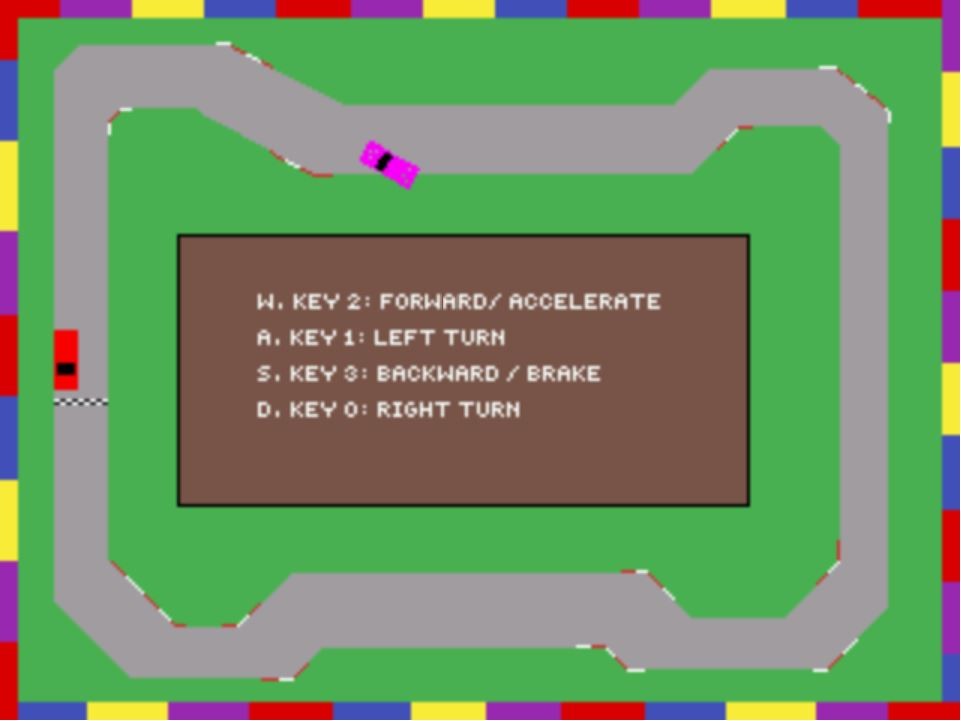 W. KEY 2: FORWARD/ ACCELERATE
A. KEY 1: LEFT TURN
S. KEY 3: BACKWARD / BRAKE
D. KEY 0: RIGHT TURN